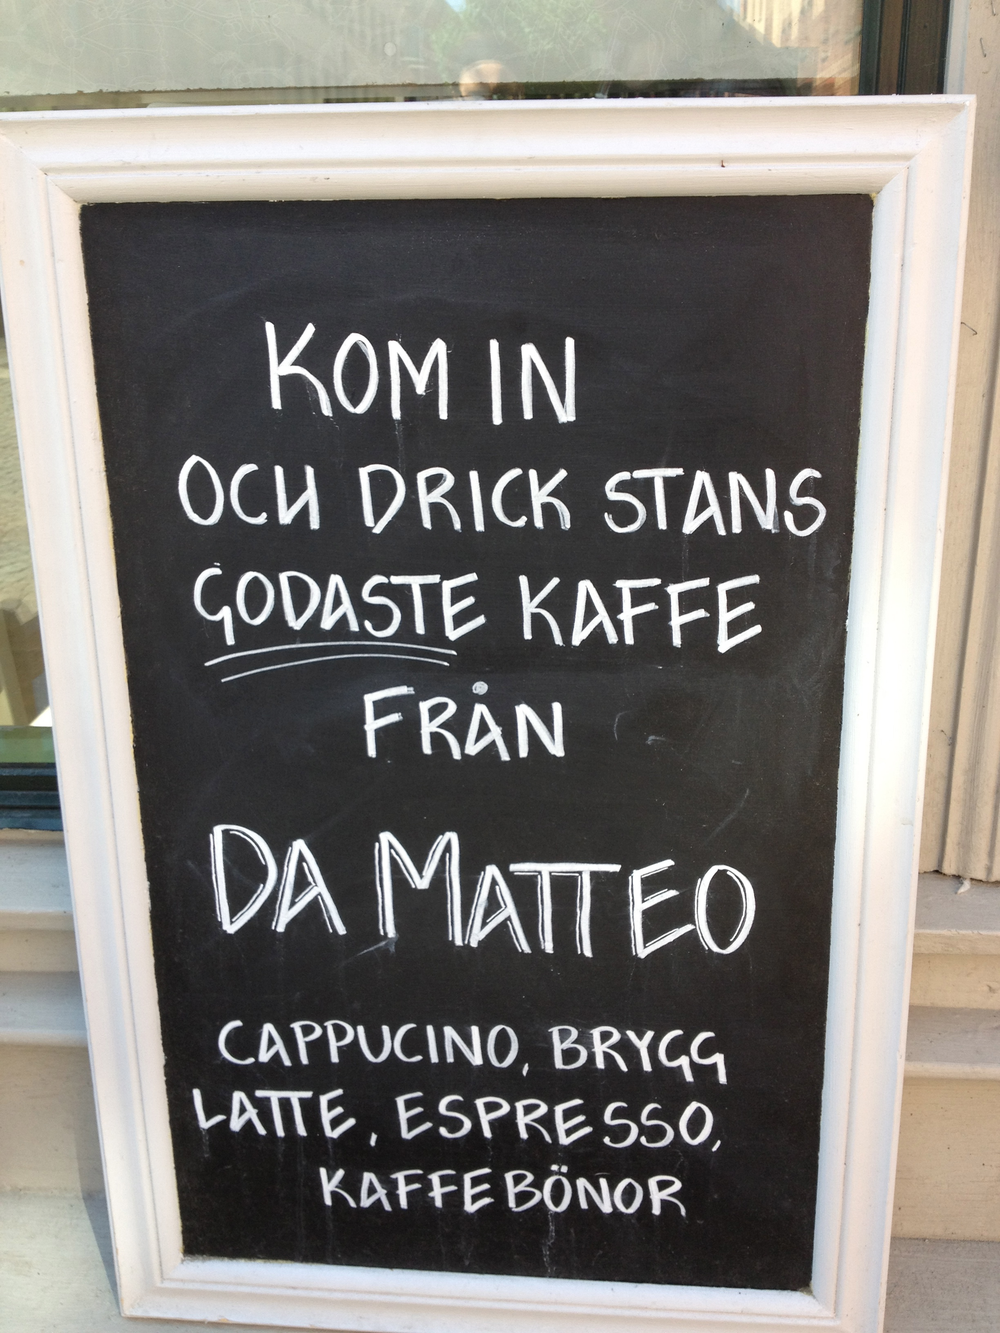 KOM IN
OCH DRICK STANS
GODASTE KAFFE
FRÅN
DA MATTEO
CAPPUCINO, BRYGG
LATTE, ESPRESSO,
KAFFEBÖNOR